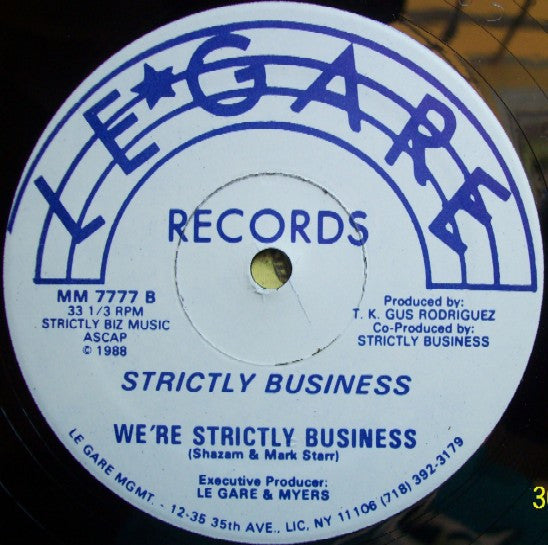 LE★GARE
RECORDS
MM 7777 B
33 1/3 RPM
STRICTLY BIZ MUSIC
ASCAP
© 1988
Produced by:
T. K. GUS RODRIGUEZ
Co-Produced by:
STRICTLY BUSINESS
STRICTLY BUSINESS
WE'RE STRICTLY BUSINESS
(Shazam & Mark Starr)
Executive Producer:
LE GARE & MYERS
LE GARE MGMT. - 12-35 35th AVE., LIC, NY 11106 (718) 392-3179